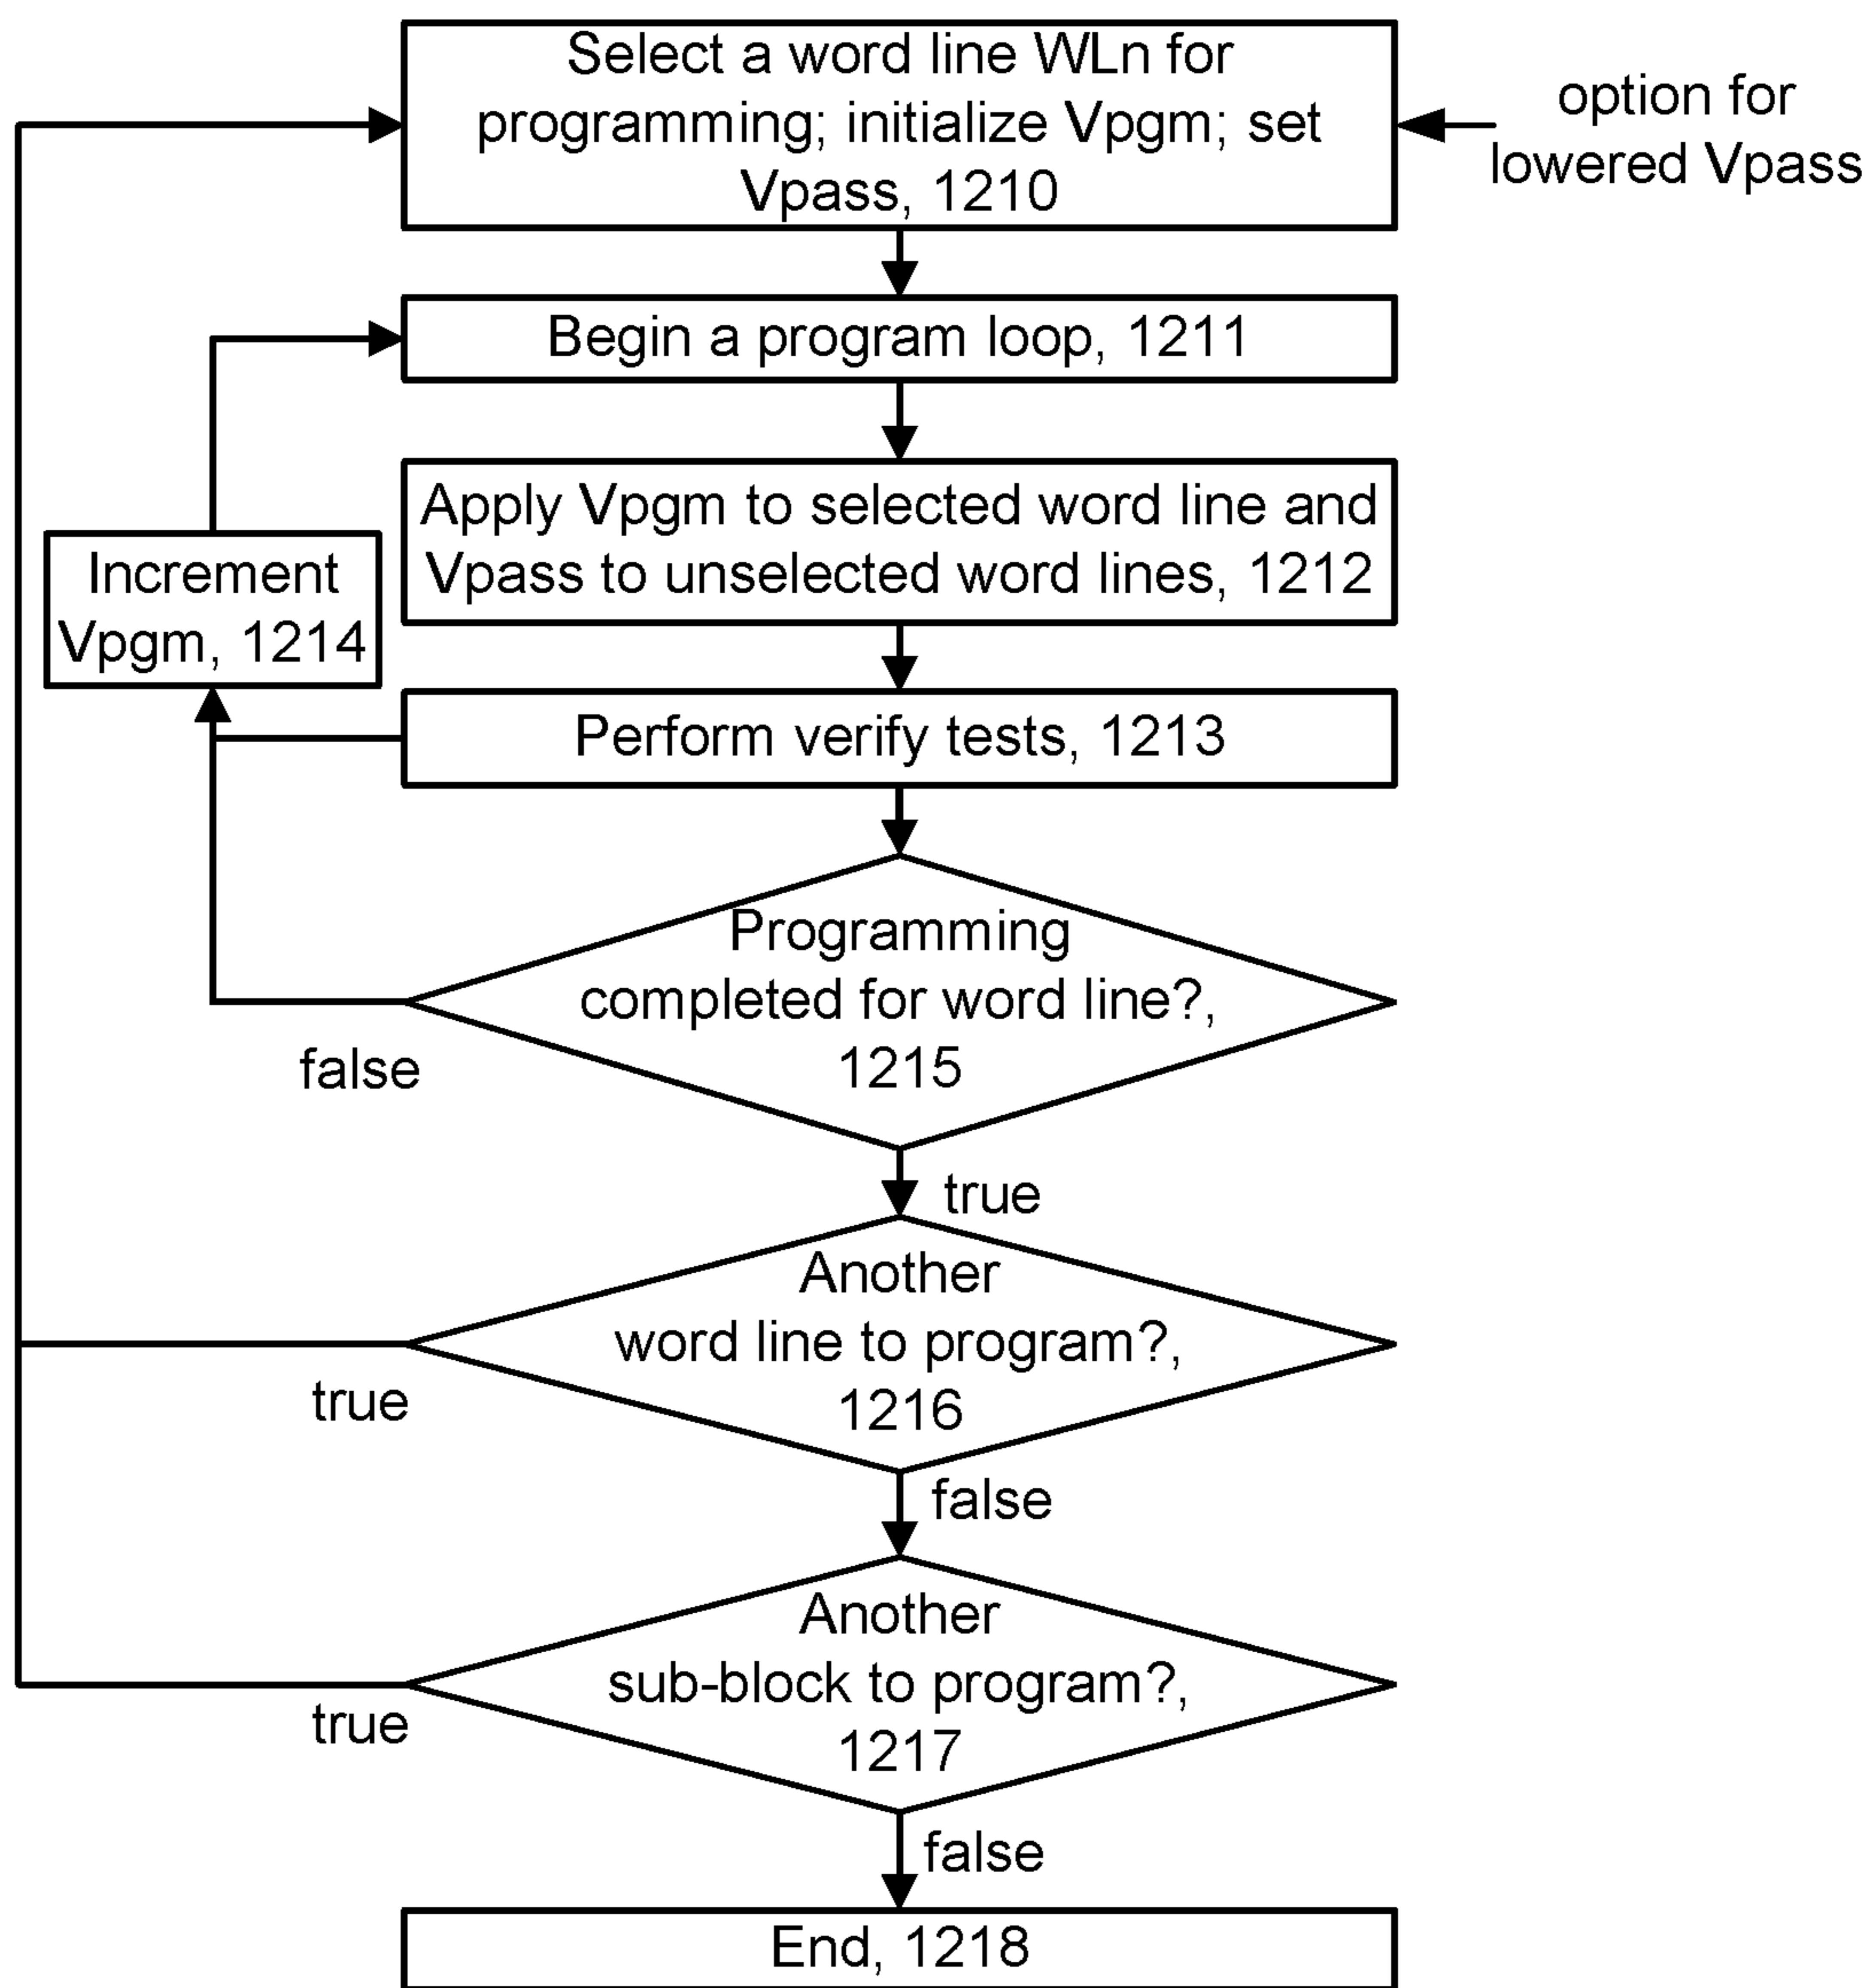 Select a word line WLn for
programming; initialize Vpgm; set
Vpass, 1210
option for
lowered Vpass
Begin a program loop, 1211
Apply Vpgm to selected word line and
Vpass to unselected word lines, 1212
Increment
Vpgm, 1214
Perform verify tests, 1213
Programming
completed for word line?,
1215
false
true
Another
word line to program?,
1216
true
false
Another
sub-block to program?,
1217
true
false
End, 1218